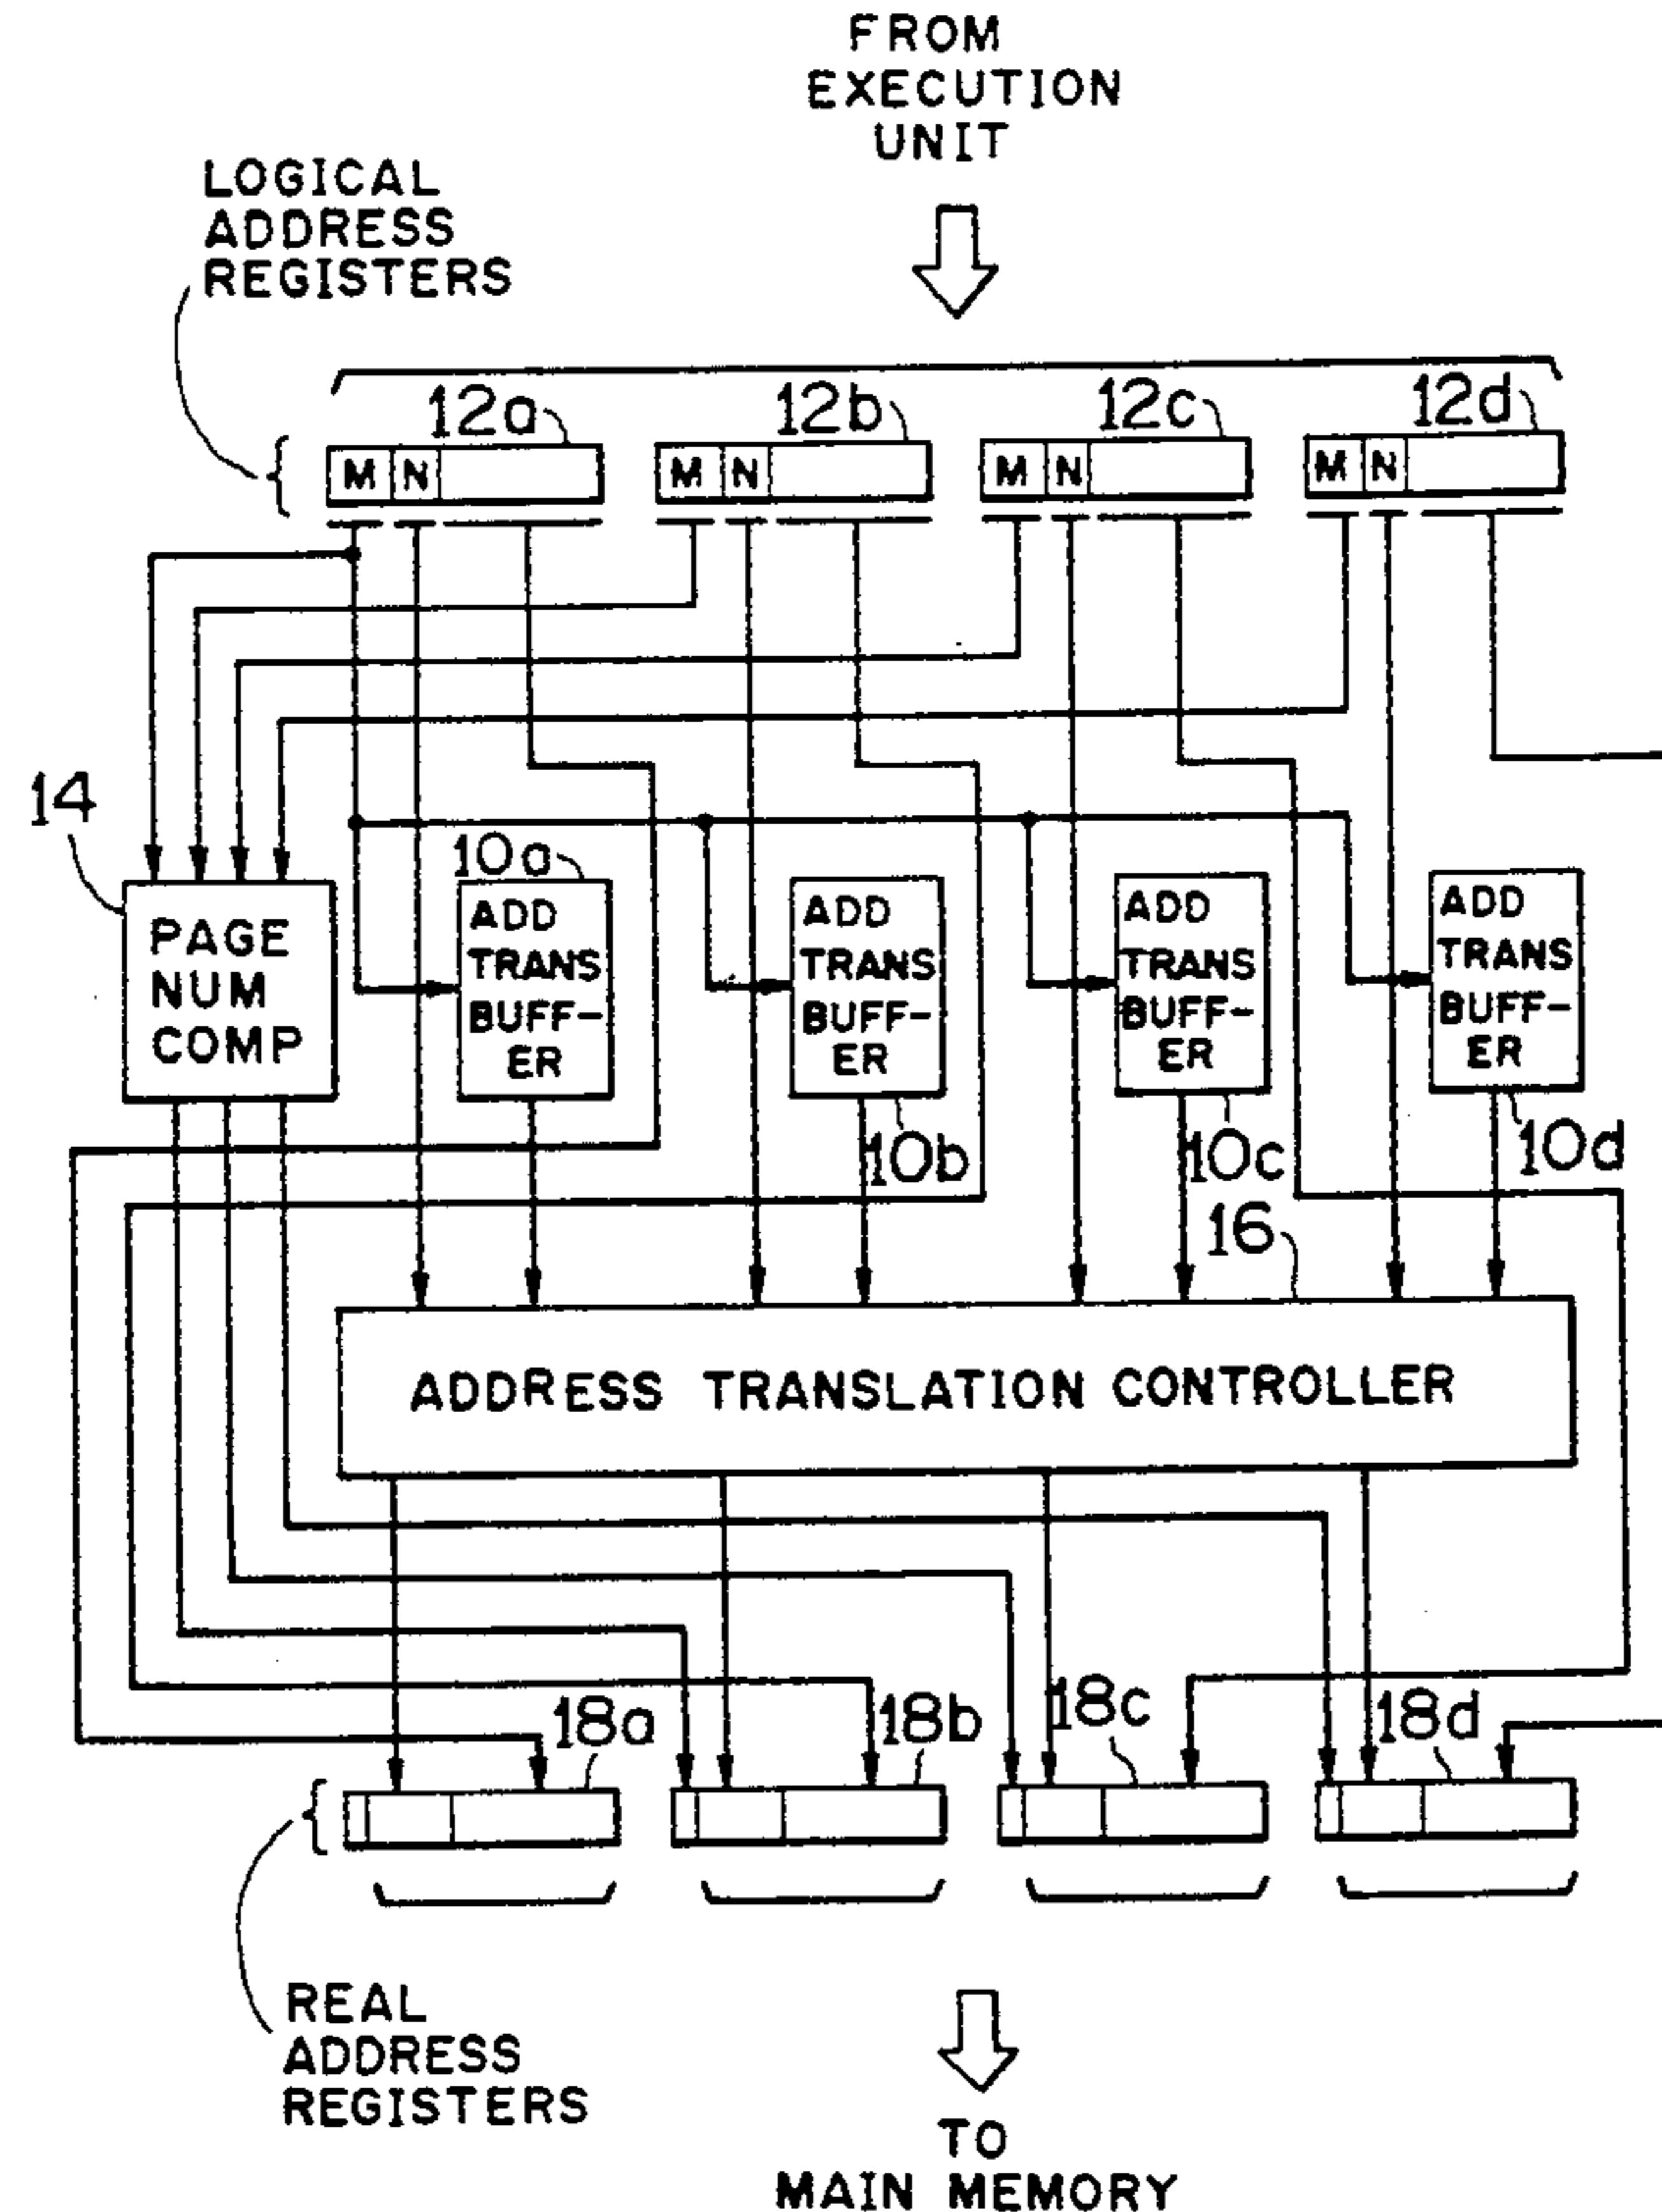 FROM
EXECUTION
UNIT
LOGICAL
ADDRESS
REGISTERS
12a
12b
12c
12d
M N
M N
M N
M N
14
PAGE
NUM
COMP
10a
ADD
TRANS
BUFF-
ER
ADD
TRANS
BUFF-
ER
10b
ADD
TRANS
BUFF-
ER
10c
ADD
TRANS
BUFF-
ER
10d
16
ADDRESS TRANSLATION CONTROLLER
18a
18b
18c
18d
REAL
ADDRESS
REGISTERS
TO
MAIN MEMORY